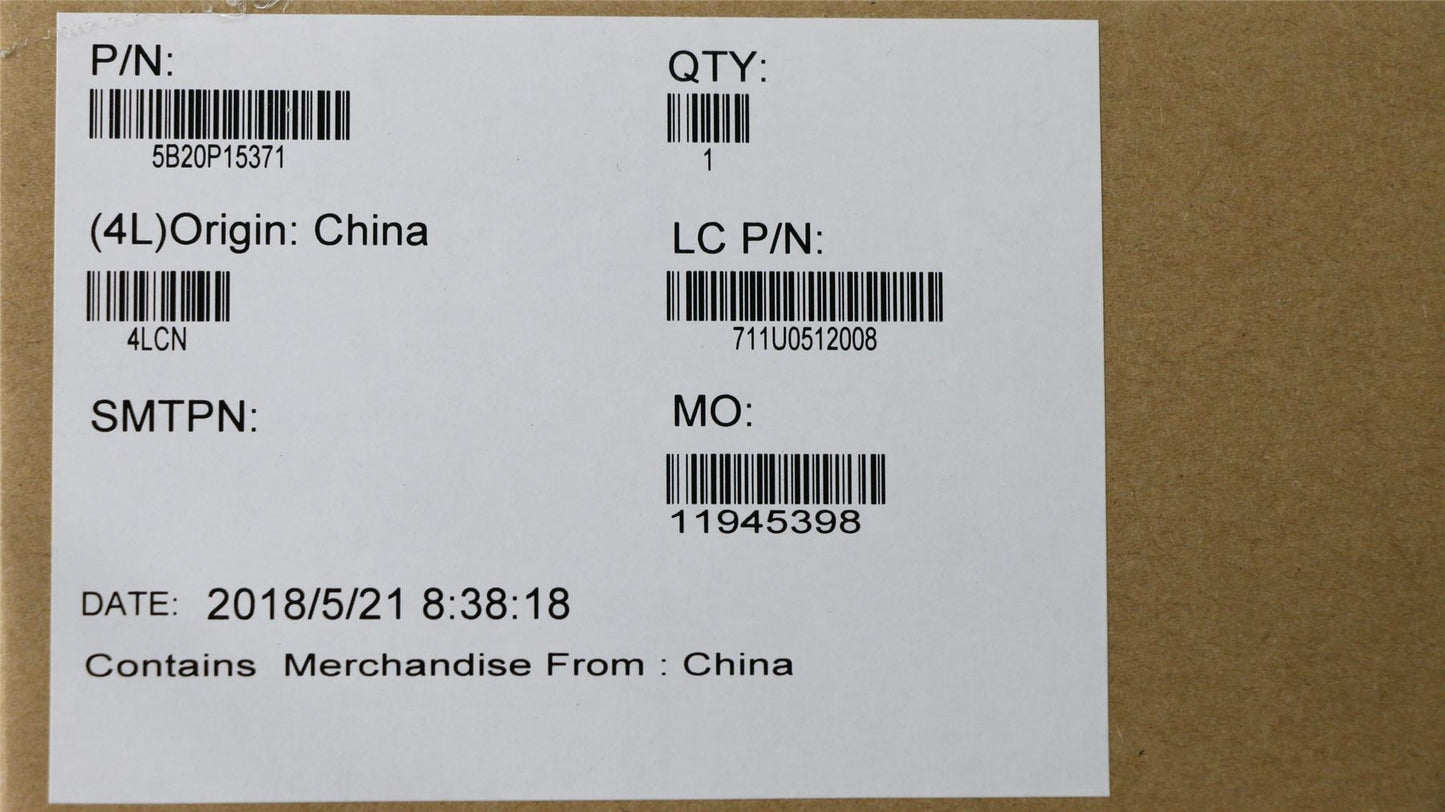 P/N:
5B20P15371
QTY:
1
(4L)Origin: China
4LCN
LC P/N:
711U0512008
SMTPN:
MO:
11945398
DATE: 2018/5/21 8:38:18
Contains Merchandise From : China